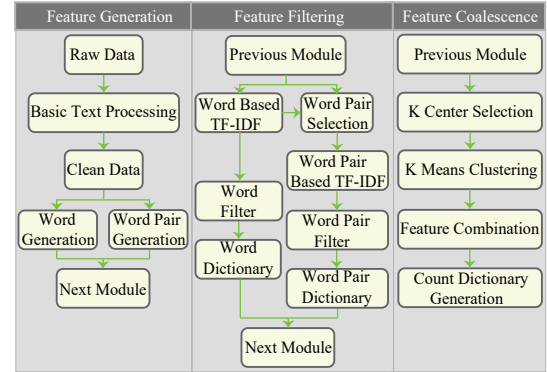 Feature Generation
Raw Data
Basic Text Processing
Clean Data
Word
Generation
Word Pair
Generation
Next Module
Feature Filtering
Previous Module
Word Based
TF-IDF
Word Pair
Selection
Word Pair
Based TF-IDF
Word
Filter
Word Pair
Filter
Word
Dictionary
Word Pair
Dictionary
Next Module
Feature Coalescence
Previous Module
K Center Selection
K Means Clustering
Feature Combination
Count Dictionary
Generation